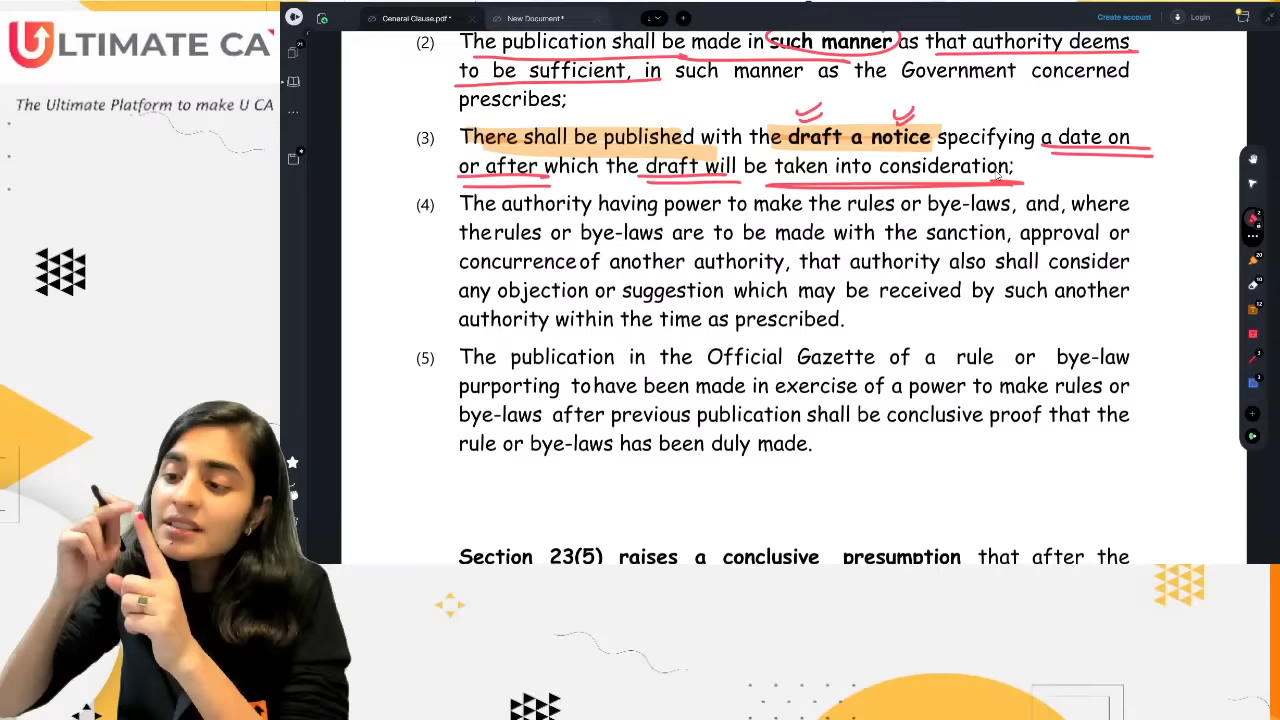 General Clause.pdf*
New Document*
Create account
Login
ULTIMATE CA
The Ultimate Platform to make U CA
(2) The publication shall be made in such manner as that authority deems
to be sufficient, in such manner as the Government concerned
prescribes;
(3) There shall be published with the draft a notice specifying a date on
or after which the draft will be taken into consideration;
(4) The authority having power to make the rules or bye-laws, and, where
therules or bye-laws are to be made with the sanction, approval or
concurrenceof another authority, that authority also shall consider
any objection or suggestion which may be received by such another
authority within the time as prescribed.
(5) The publication in the Official Gazette of a rule or bye-law
purporting tohave been made in exercise of a power to make rules or
bye-laws after previous publication shall be conclusive proof that the
rule or bye-laws has been duly made.
Section 23(5) raises a conclusive presumption that after the